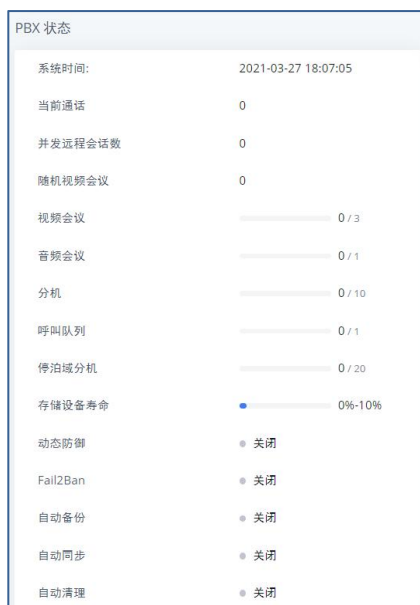 PBX 状态
系统时间: 2021-03-27 18:07:05
当前通话 0
并发远程会话数 0
随机视频会议 0
视频会议 0 / 3
音频会议 0 / 1
分机 0 / 10
呼叫队列 0 / 1
停泊域分机 0 / 20
存储设备寿命 0%-10%
动态防御 关闭
Fail2Ban 关闭
自动备份 关闭
自动同步 关闭
自动清理 关闭